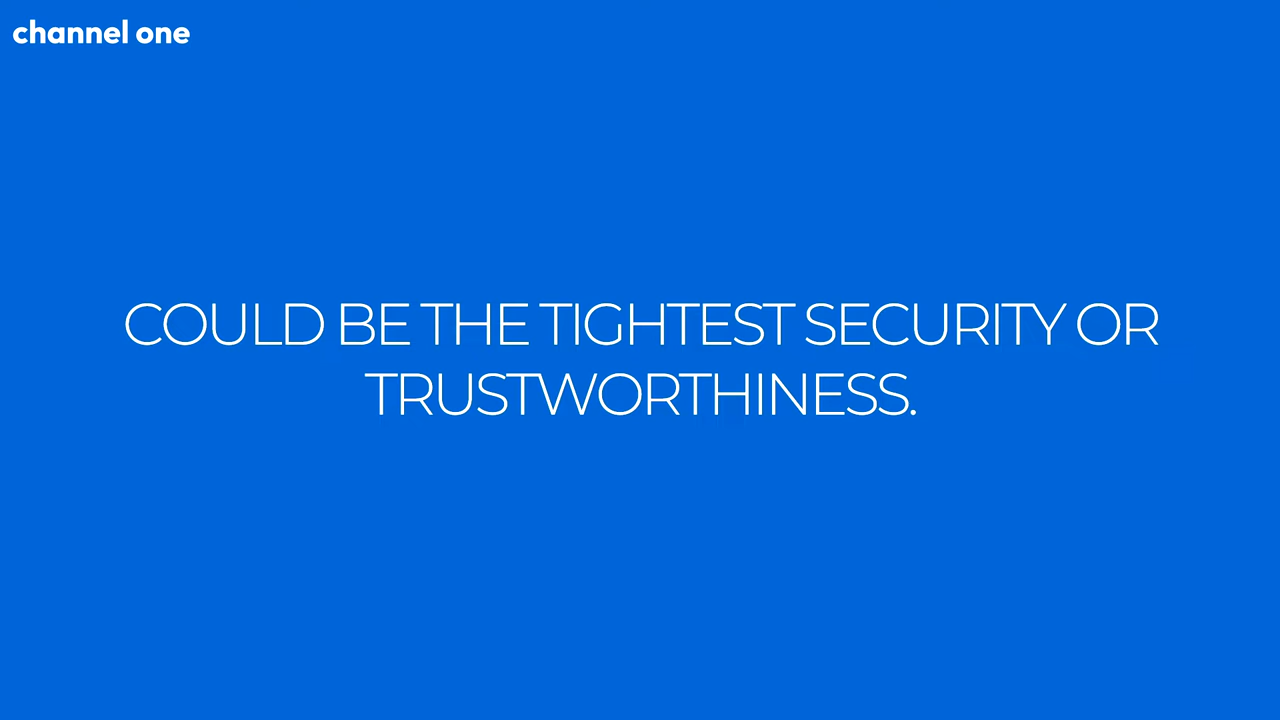 channel one
COULD BE THE TIGHTEST SECURITY OR
TRUSTWORTHINESS.